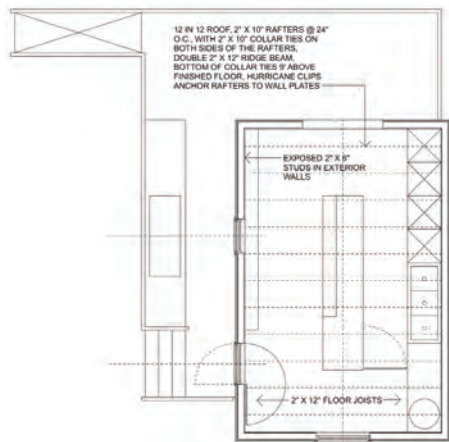 12 IN 12 ROOF, 2" X 10" RAFTERS @ 24"
O.C., WITH 2" X 10" COLLAR TIES ON
BOTH SIDES OF THE RAFTERS,
DOUBLE 2" X 12" RIDGE BEAM,
BOTTOM OF COLLAR TIES 9' ABOVE
FINISHED FLOOR, HURRICANE CLIPS
ANCHOR RAFTERS TO WALL PLATES
EXPOSED 2" X 6"
STUDS IN EXTERIOR
WALLS
2" X 12" FLOOR JOISTS